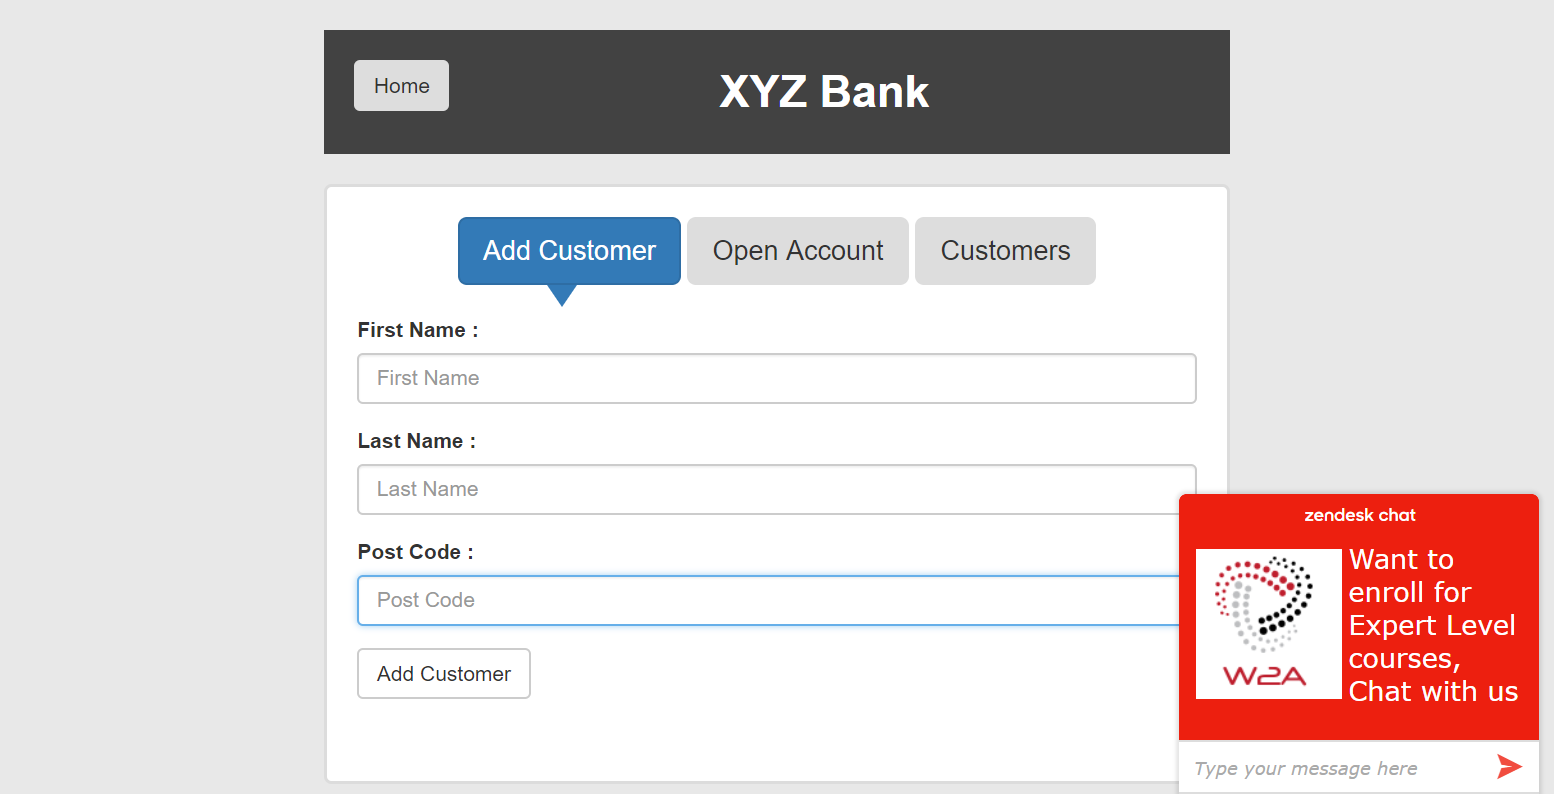 Home
XYZ Bank
Add Customer
Open Account
Customers
First Name :
First Name
Last Name :
Last Name
Post Code :
Post Code
Add Customer
zendesk chat
W2A
Want to
enroll for
Expert Level
courses,
Chat with us
Type your message here